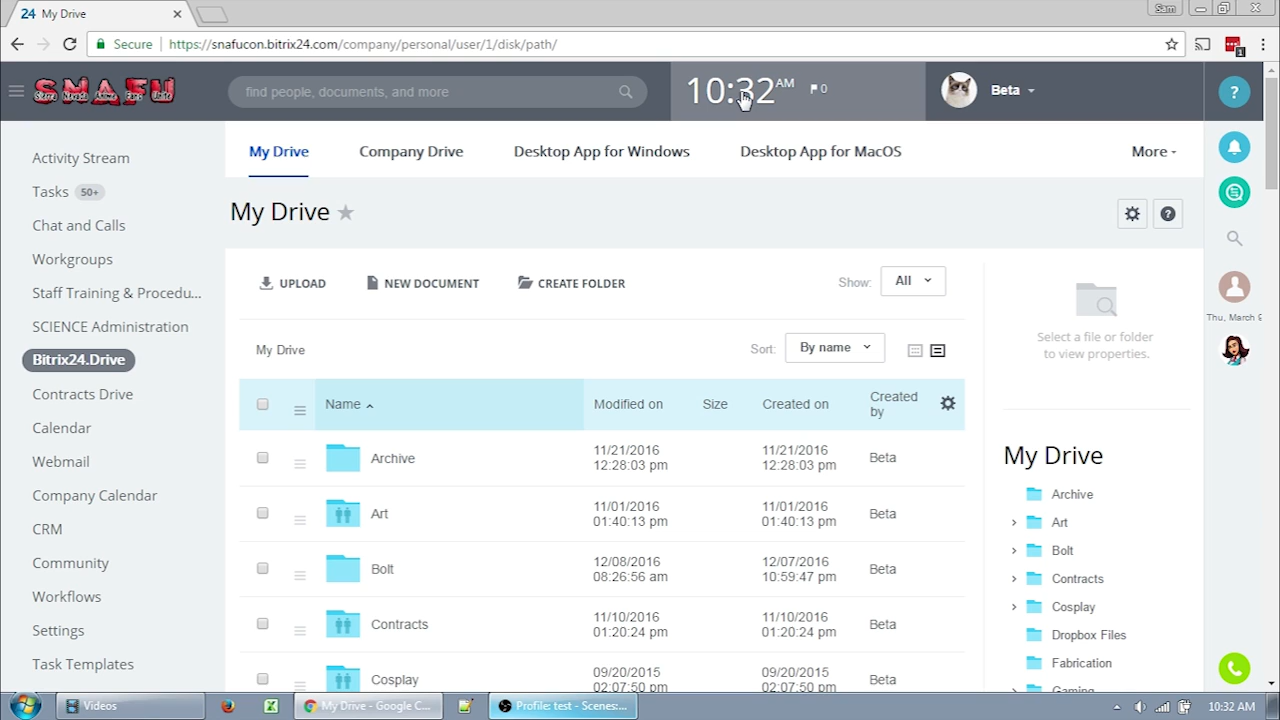 24 My Drive
Sam
Secure https://snafucon.bitrix24.com/company/personal/user/1/disk/path/
1
SNAFU
find people, documents, and more
10:32 AM 0
Beta
?
My Drive Company Drive Desktop App for Windows Desktop App for MacOS More
My Drive
?
Activity Stream
Tasks 50+
Chat and Calls
Workgroups
Staff Training & Procedu...
SCIENCE Administration
Bitrix24.Drive
Contracts Drive
Calendar
Webmail
Company Calendar
CRM
Community
Workflows
Settings
Task Templates
UPLOAD NEW DOCUMENT CREATE FOLDER Show: All
My Drive Sort: By name
Name Modified on Size Created on Created by
Archive 11/21/2016 12:28:03 pm 11/21/2016 12:28:03 pm Beta
Art 11/01/2016 01:40:13 pm 11/01/2016 01:40:13 pm Beta
Bolt 12/08/2016 08:26:56 am 12/07/2016 10:59:47 pm Beta
Contracts 11/10/2016 01:20:24 pm 11/10/2016 01:20:24 pm Beta
Cosplay 09/20/2015 02:07:50 pm 09/20/2015 02:07:50 pm Beta
Select a file or folder
to view properties.
My Drive
Archive
Art
Bolt
Contracts
Cosplay
Dropbox Files
Fabrication
Gaming
Thu, March 9
Videos My Drive - Google C... Profile: test - Scenes:... 10:32 AM